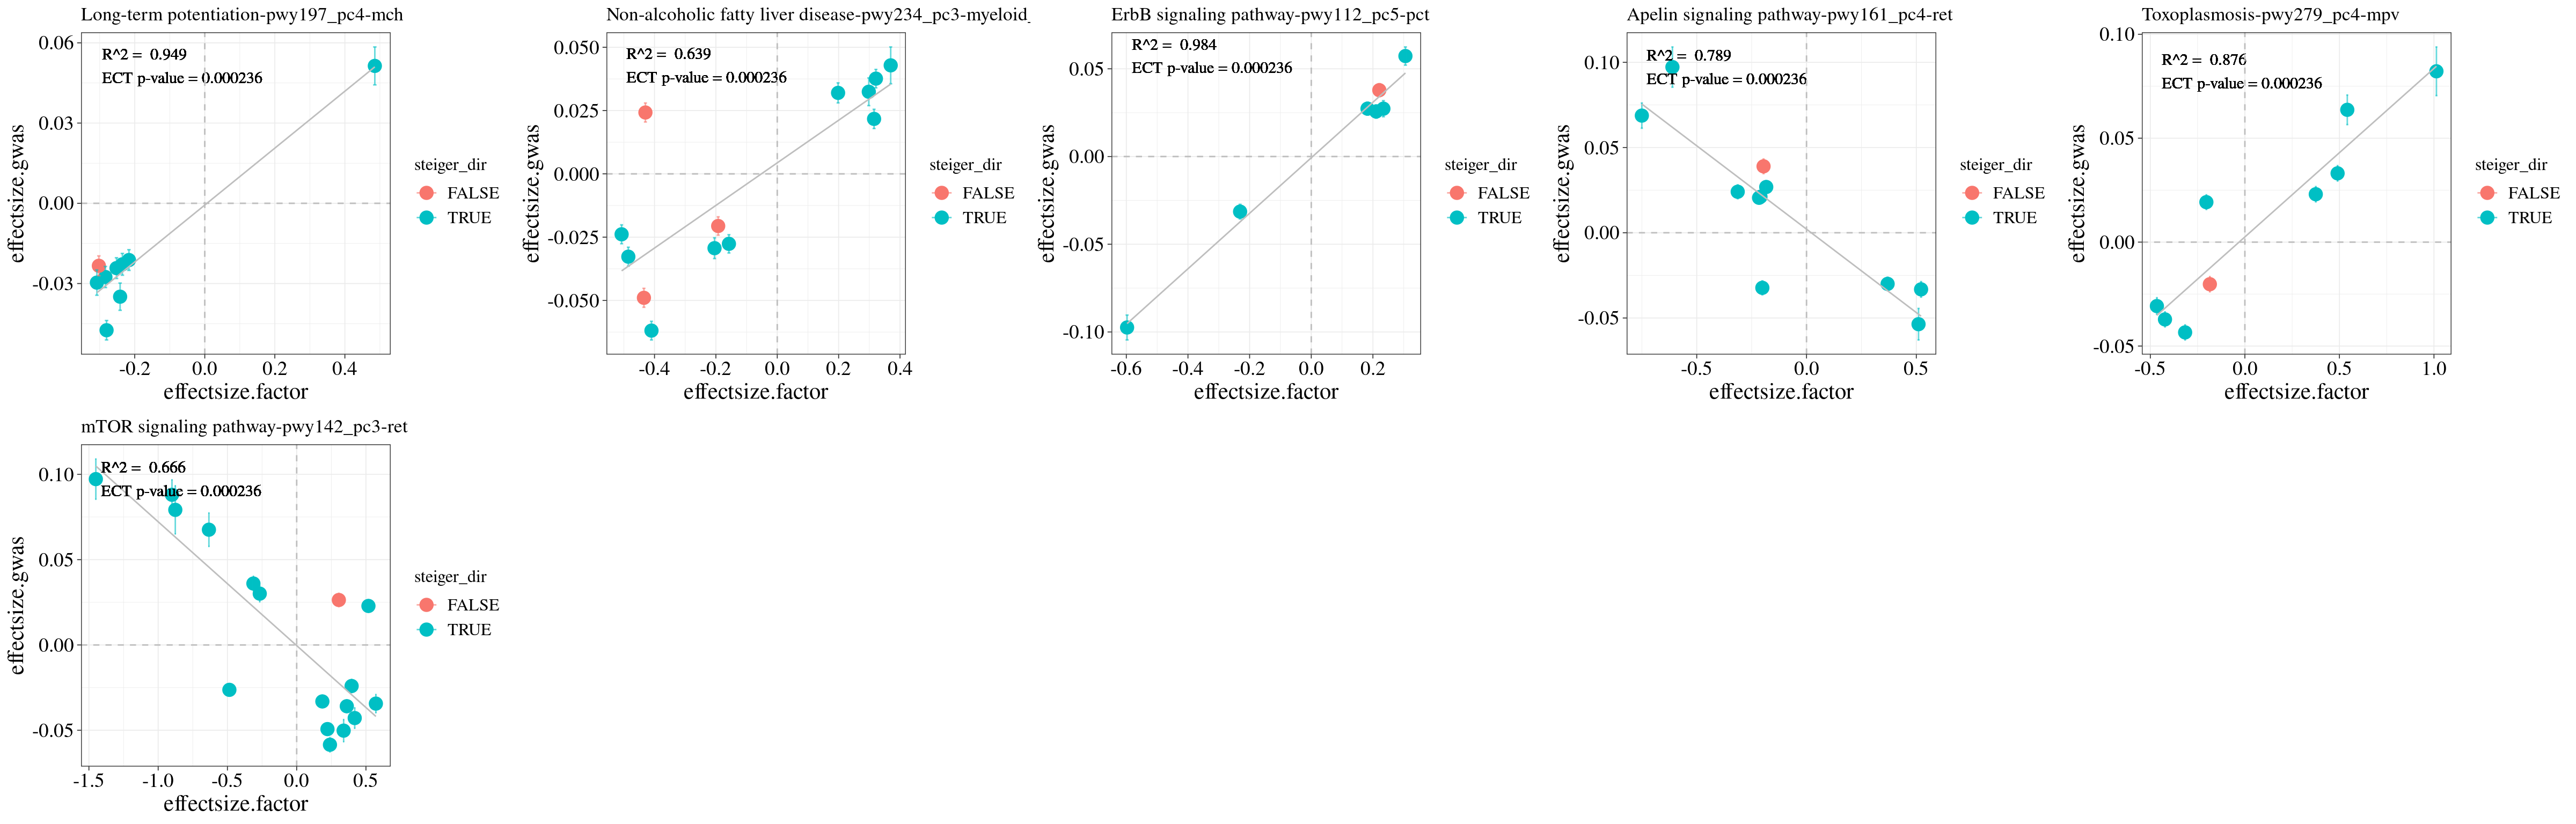 Long-term potentiation-pwy197_pc4-mch
R^2 = 0.949
ECT p-value = 0.000236
0.06
0.03
0.00
-0.03
effectsize.gwas
-0.2
0.0
0.2
0.4
effectsize.factor
steiger_dir
FALSE
TRUE
Non-alcoholic fatty liver disease-pwy234_pc3-myeloid_
R^2 = 0.639
ECT p-value = 0.000236
0.050
0.025
0.000
-0.025
-0.050
effectsize.gwas
-0.4
-0.2
0.0
0.2
0.4
effectsize.factor
steiger_dir
FALSE
TRUE
ErbB signaling pathway-pwy112_pc5-pct
R^2 = 0.984
ECT p-value = 0.000236
0.05
0.00
-0.05
-0.10
effectsize.gwas
-0.6
-0.4
-0.2
0.0
0.2
effectsize.factor
steiger_dir
FALSE
TRUE
Apelin signaling pathway-pwy161_pc4-ret
R^2 = 0.789
ECT p-value = 0.000236
0.10
0.05
0.00
-0.05
effectsize.gwas
-0.5
0.0
0.5
effectsize.factor
steiger_dir
FALSE
TRUE
Toxoplasmosis-pwy279_pc4-mpv
R^2 = 0.876
ECT p-value = 0.000236
0.10
0.05
0.00
-0.05
effectsize.gwas
-0.5
0.0
0.5
1.0
effectsize.factor
steiger_dir
FALSE
TRUE
mTOR signaling pathway-pwy142_pc3-ret
R^2 = 0.666
ECT p-value = 0.000236
0.10
0.05
0.00
-0.05
effectsize.gwas
-1.5
-1.0
-0.5
0.0
0.5
effectsize.factor
steiger_dir
FALSE
TRUE